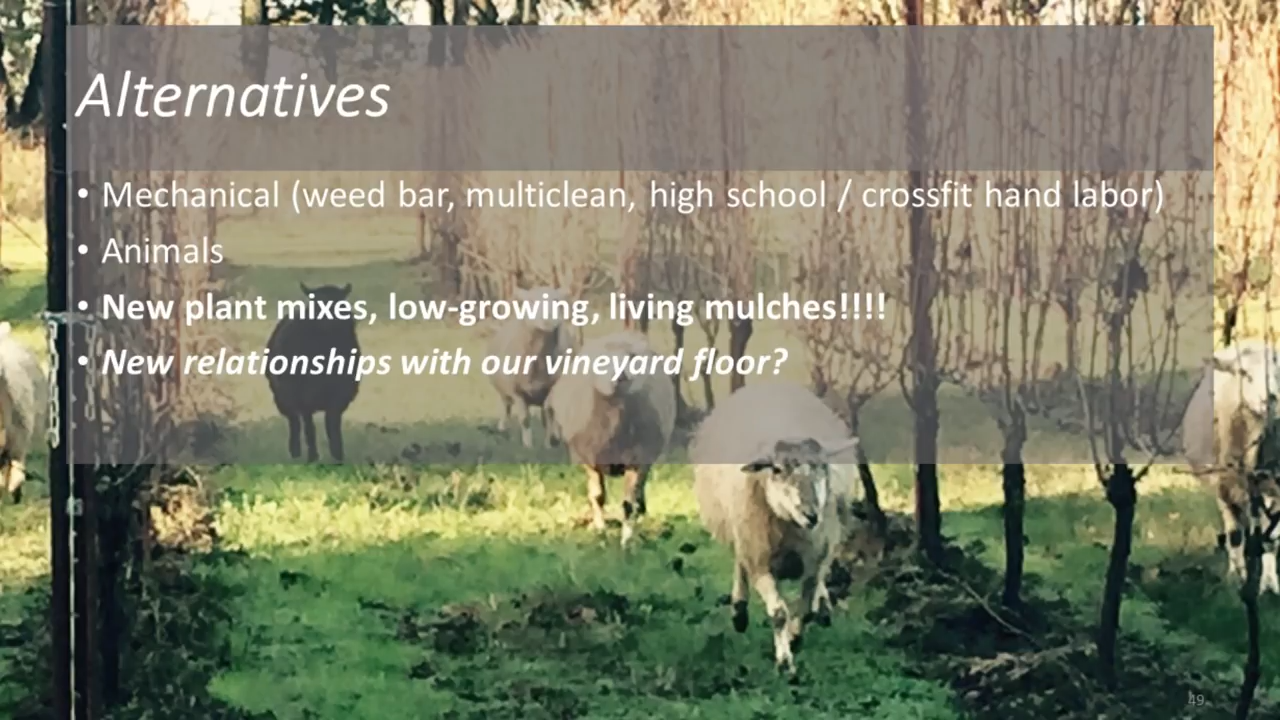 Alternatives
• Mechanical (weed bar, multiclean, high school / crossfit hand labor)
• Animals
• New plant mixes, low-growing, living mulches!!!!
• New relationships with our vineyard floor?
49